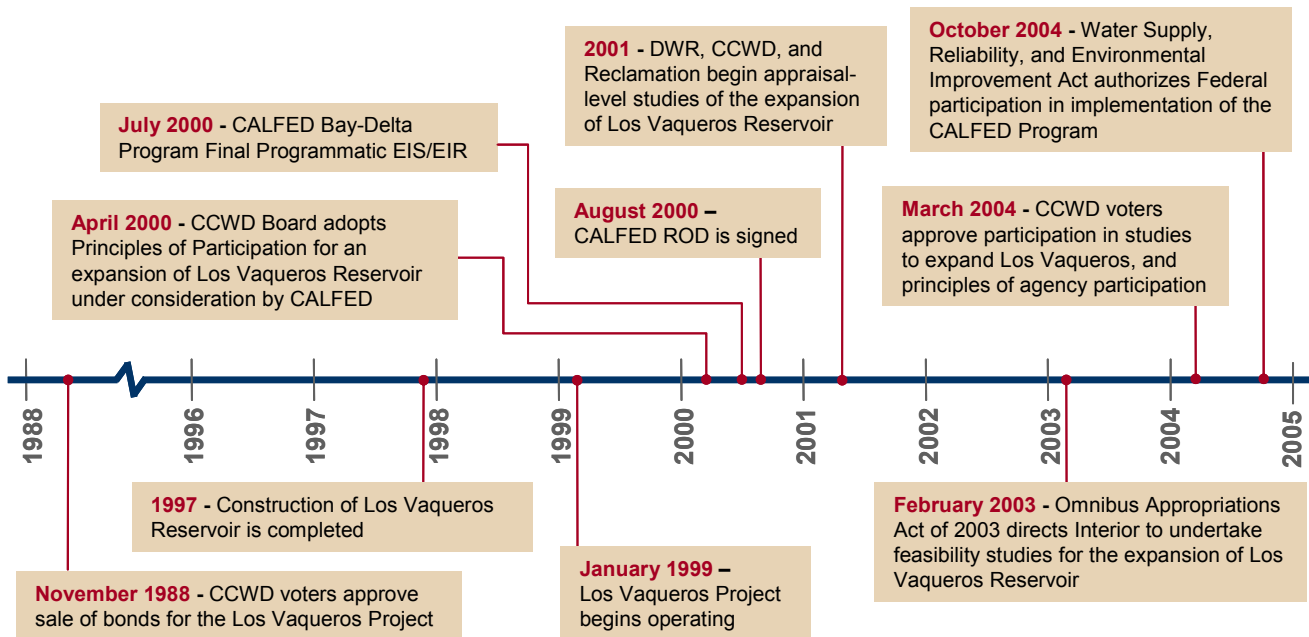 October 2004 - Water Supply,
Reliability, and Environmental
Improvement Act authorizes Federal
participation in implementation of the
CALFED Program
2001 - DWR, CCWD, and
Reclamation begin appraisal-
level studies of the expansion
of Los Vaqueros Reservoir
July 2000 - CALFED Bay-Delta
Program Final Programmatic EIS/EIR
April 2000 - CCWD Board adopts
Principles of Participation for an
expansion of Los Vaqueros Reservoir
under consideration by CALFED
August 2000 –
CALFED ROD is signed
March 2004 - CCWD voters
approve participation in studies
to expand Los Vaqueros, and
principles of agency participation
1988
1996
1997
1998
1999
2000
2001
2002
2003
2004
2005
1997 - Construction of Los Vaqueros
Reservoir is completed
November 1988 - CCWD voters approve
sale of bonds for the Los Vaqueros Project
January 1999 –
Los Vaqueros Project
begins operating
February 2003 - Omnibus Appropriations
Act of 2003 directs Interior to undertake
feasibility studies for the expansion of Los
Vaqueros Reservoir